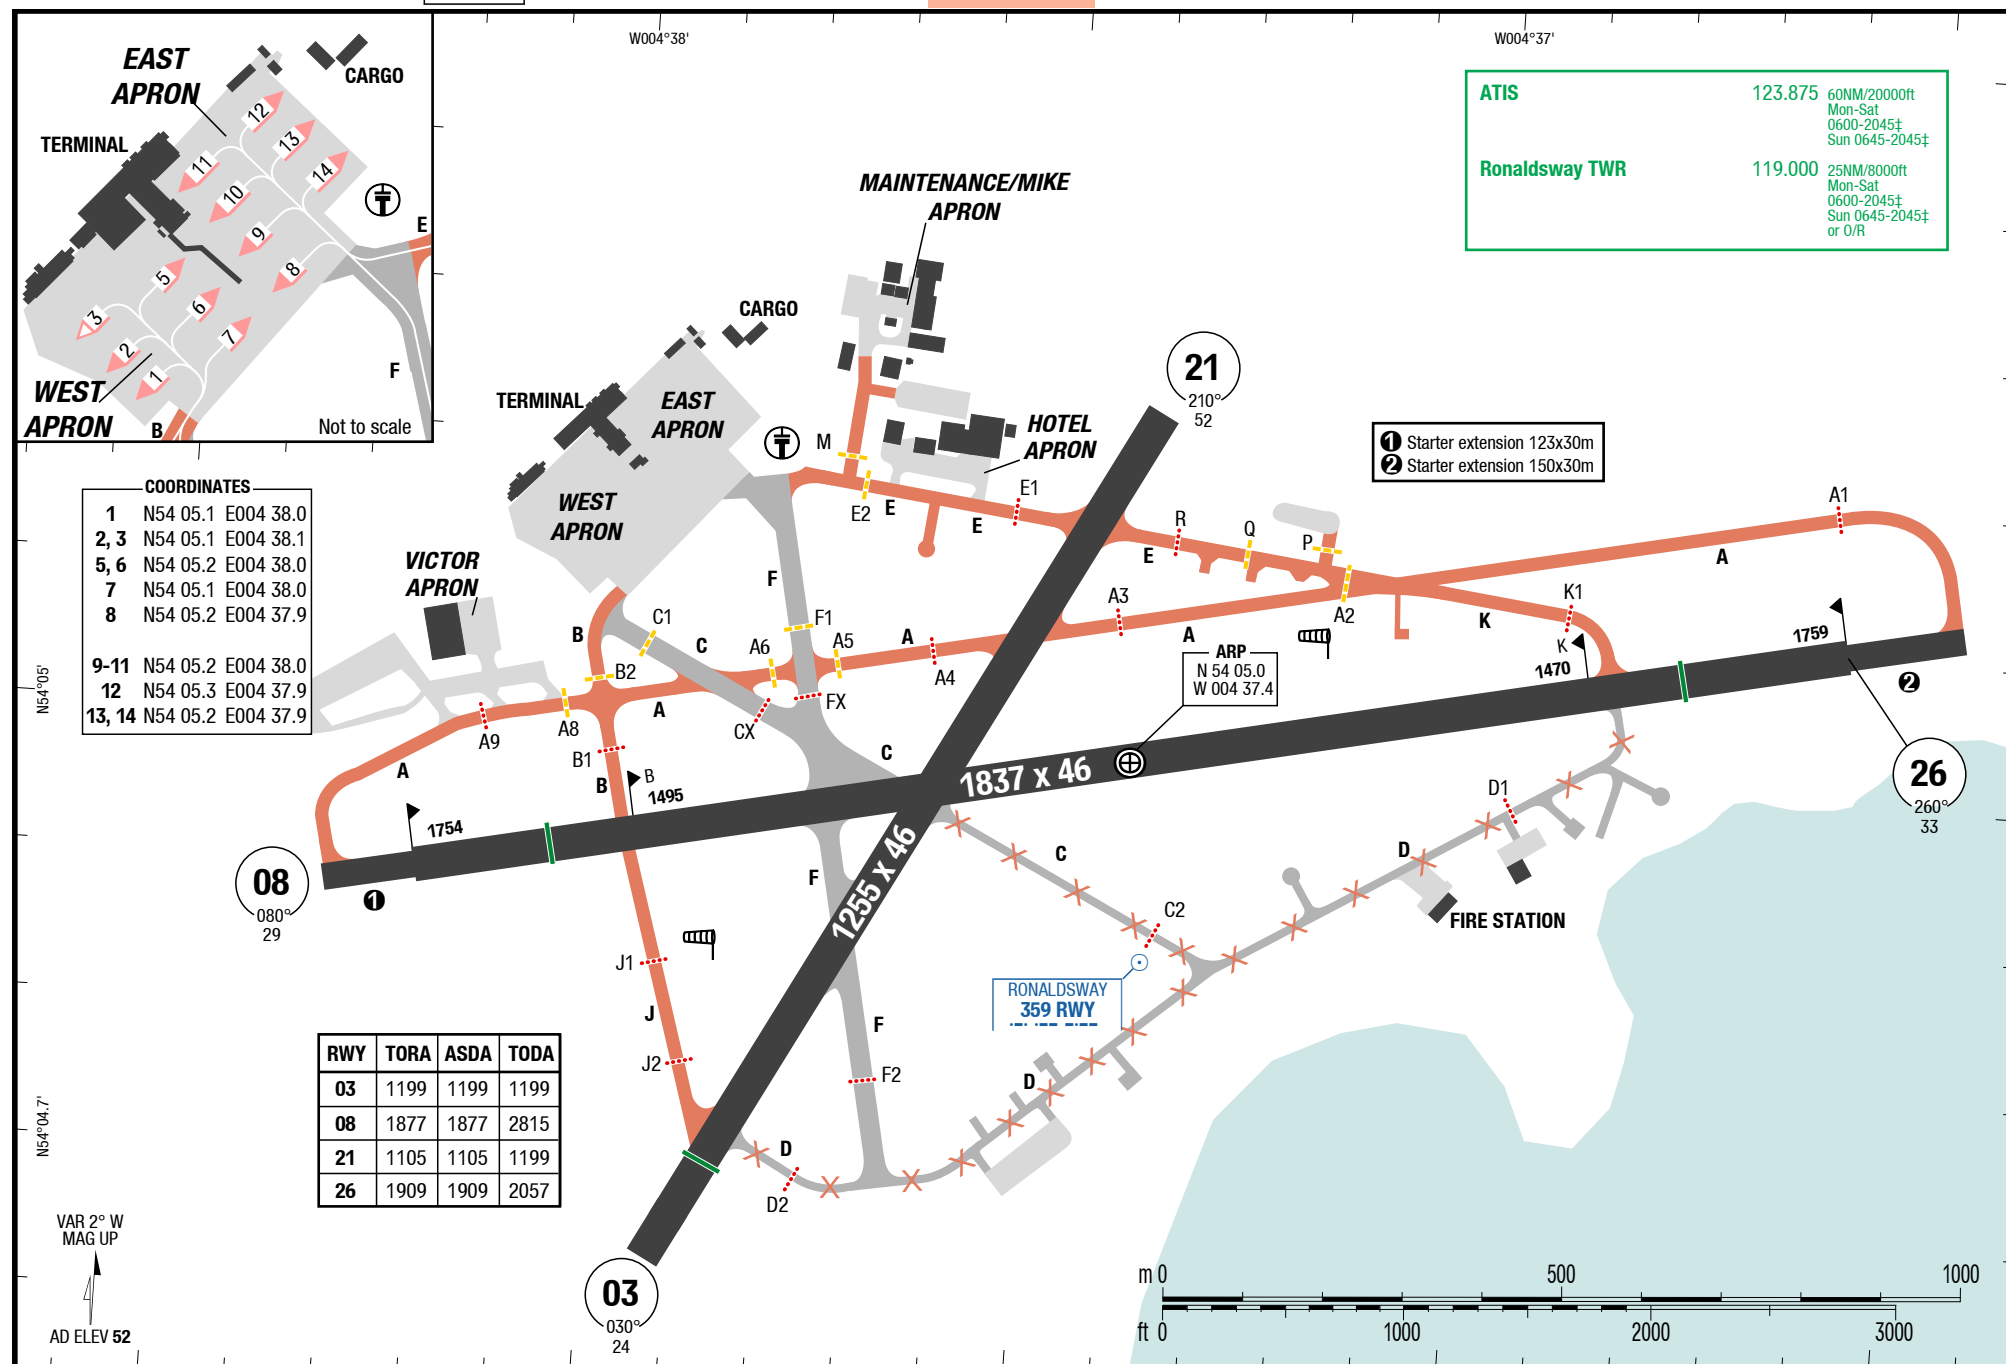 W004°38'
W004°37'
EAST
APRON
CARGO
TERMINAL
12
13
14
11
10
9
8
5
6
7
3
2
1
E
F
WEST
APRON
B
Not to scale
ATIS 123.875 60NM/20000ft
Mon-Sat
0600-2045‡
Sun 0645-2045‡
Ronaldsway TWR 119.000 25NM/8000ft
Mon-Sat
0600-2045‡
Sun 0645-2045‡
or O/R
MAINTENANCE/MIKE
APRON
CARGO
TERMINAL
EAST
APRON
WEST
APRON
HOTEL
APRON
21
210°
52
1 Starter extension 123x30m
2 Starter extension 150x30m
COORDINATES
1 N54 05.1 E004 38.0
2, 3 N54 05.1 E004 38.1
5, 6 N54 05.2 E004 38.0
7 N54 05.1 E004 38.0
8 N54 05.2 E004 37.9
9-11 N54 05.2 E004 38.0
12 N54 05.3 E004 37.9
13, 14 N54 05.2 E004 37.9
VICTOR
APRON
M
E2
E
E
E1
R
E
Q
P
A2
A1
A
K1
K
K
1470
1759
F
F1
C1
C
B
B2
A6
A5
A
A4
A3
A
ARP
N 54 05.0
W 004 37.4
FX
CX
A
A8
A9
A
B1
B
B
1495
1754
C
1837 x 46
2
26
260°
33
08
080°
29
1
F
1255 x 46
C
D1
D
FIRE STATION
C2
RONALDSWAY
359 RWY
J1
J
J2
F
F2
D
D
D2
N54°05'
N54°04.7'
RWY TORA ASDA TODA
03 1199 1199 1199
08 1877 1877 2815
21 1105 1105 1199
26 1909 1909 2057
03
030°
24
VAR 2° W
MAG UP
AD ELEV 52
m 0 500 1000
ft 0 1000 2000 3000